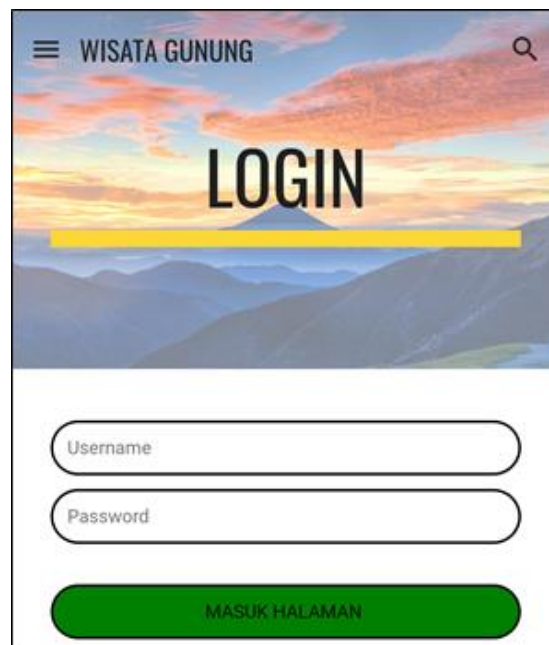 WISATA GUNUNG
LOGIN
Username
Password
MASUK HALAMAN